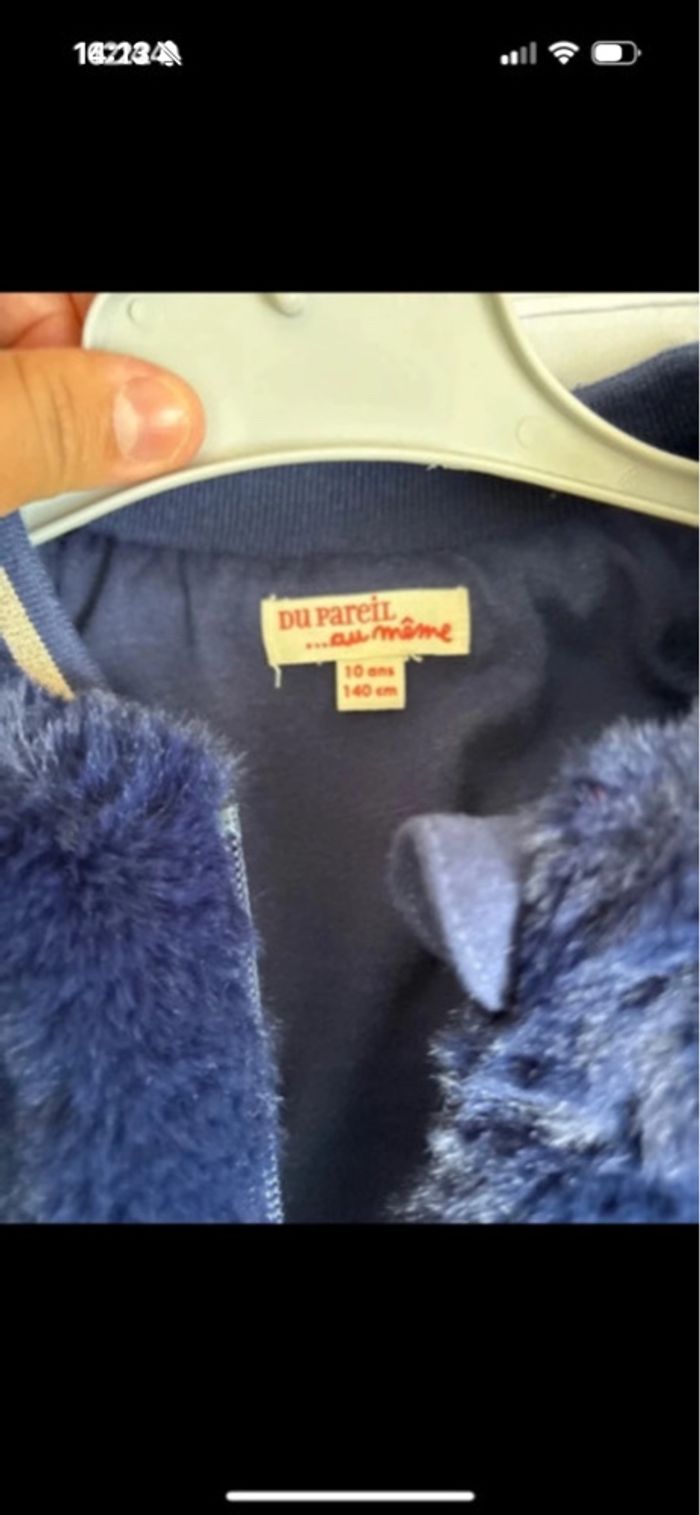 DU PAREIL
...au même
10 ans
140 cm